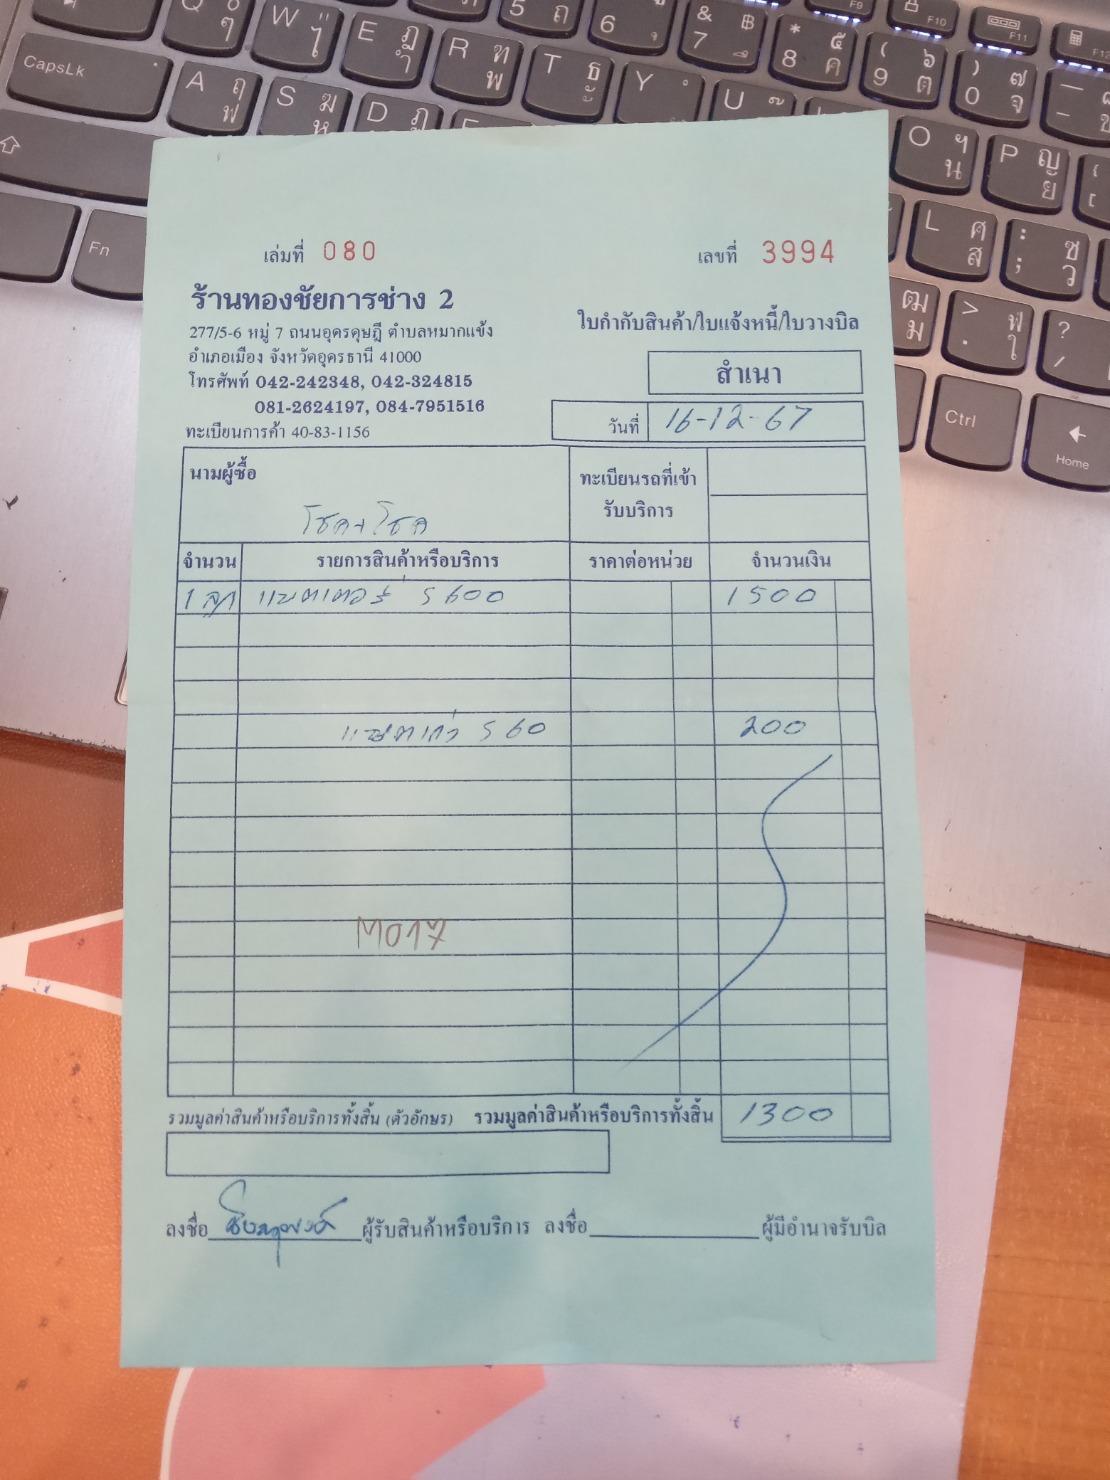 เล่มที่ 080
เลขที่ 3994
ร้านทองชัยการช่าง 2
277/5-6 หมู่ 7 ถนนอุดรดุษฎี ตำบลหมากแข้ง
อำเภอเมือง จังหวัดอุดรธานี 41000
โทรศัพท์ 042-242348, 042-324815
081-2624197, 084-7951516
ทะเบียนการค้า 40-83-1156
ใบกำกับสินค้า/ใบแจ้งหนี้/ใบวางบิล
สำเนา
วันที่ 16-12-67
นามผู้ซื้อ
โชค+โชค
ทะเบียนรถที่เข้า
รับบริการ
จำนวน รายการสินค้าหรือบริการ ราคาต่อหน่วย จำนวนเงิน
1 ลูก แบตเตอรี่ 5600 1500
แบตเก่า 560 200
M017
รวมมูลค่าสินค้าหรือบริการทั้งสิ้น (ตัวอักษร) รวมมูลค่าสินค้าหรือบริการทั้งสิ้น 1300
ลงชื่อ ผู้รับสินค้าหรือบริการ ลงชื่อ ผู้มีอำนาจรับบิล
CapsLk
Fn
Ctrl
Home